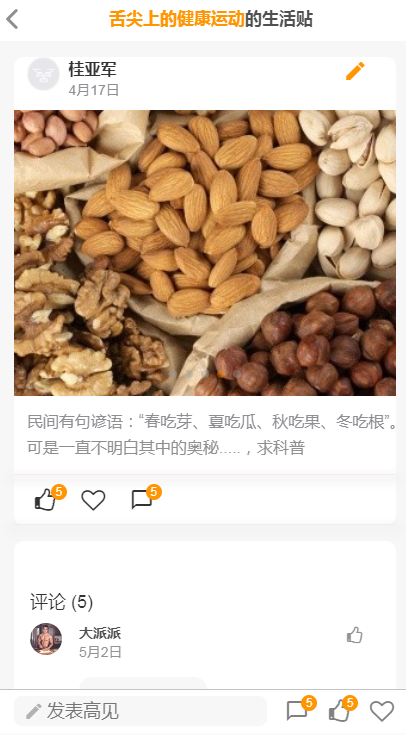 舌尖上的健康运动的生活贴
桂亚军
4月17日
民间有句谚语：“春吃芽、夏吃瓜、秋吃果、冬吃根”。
可是一直不明白其中的奥秘.....，求科普
5
5
评论 (5)
大派派
5月2日
发表高见
5
5